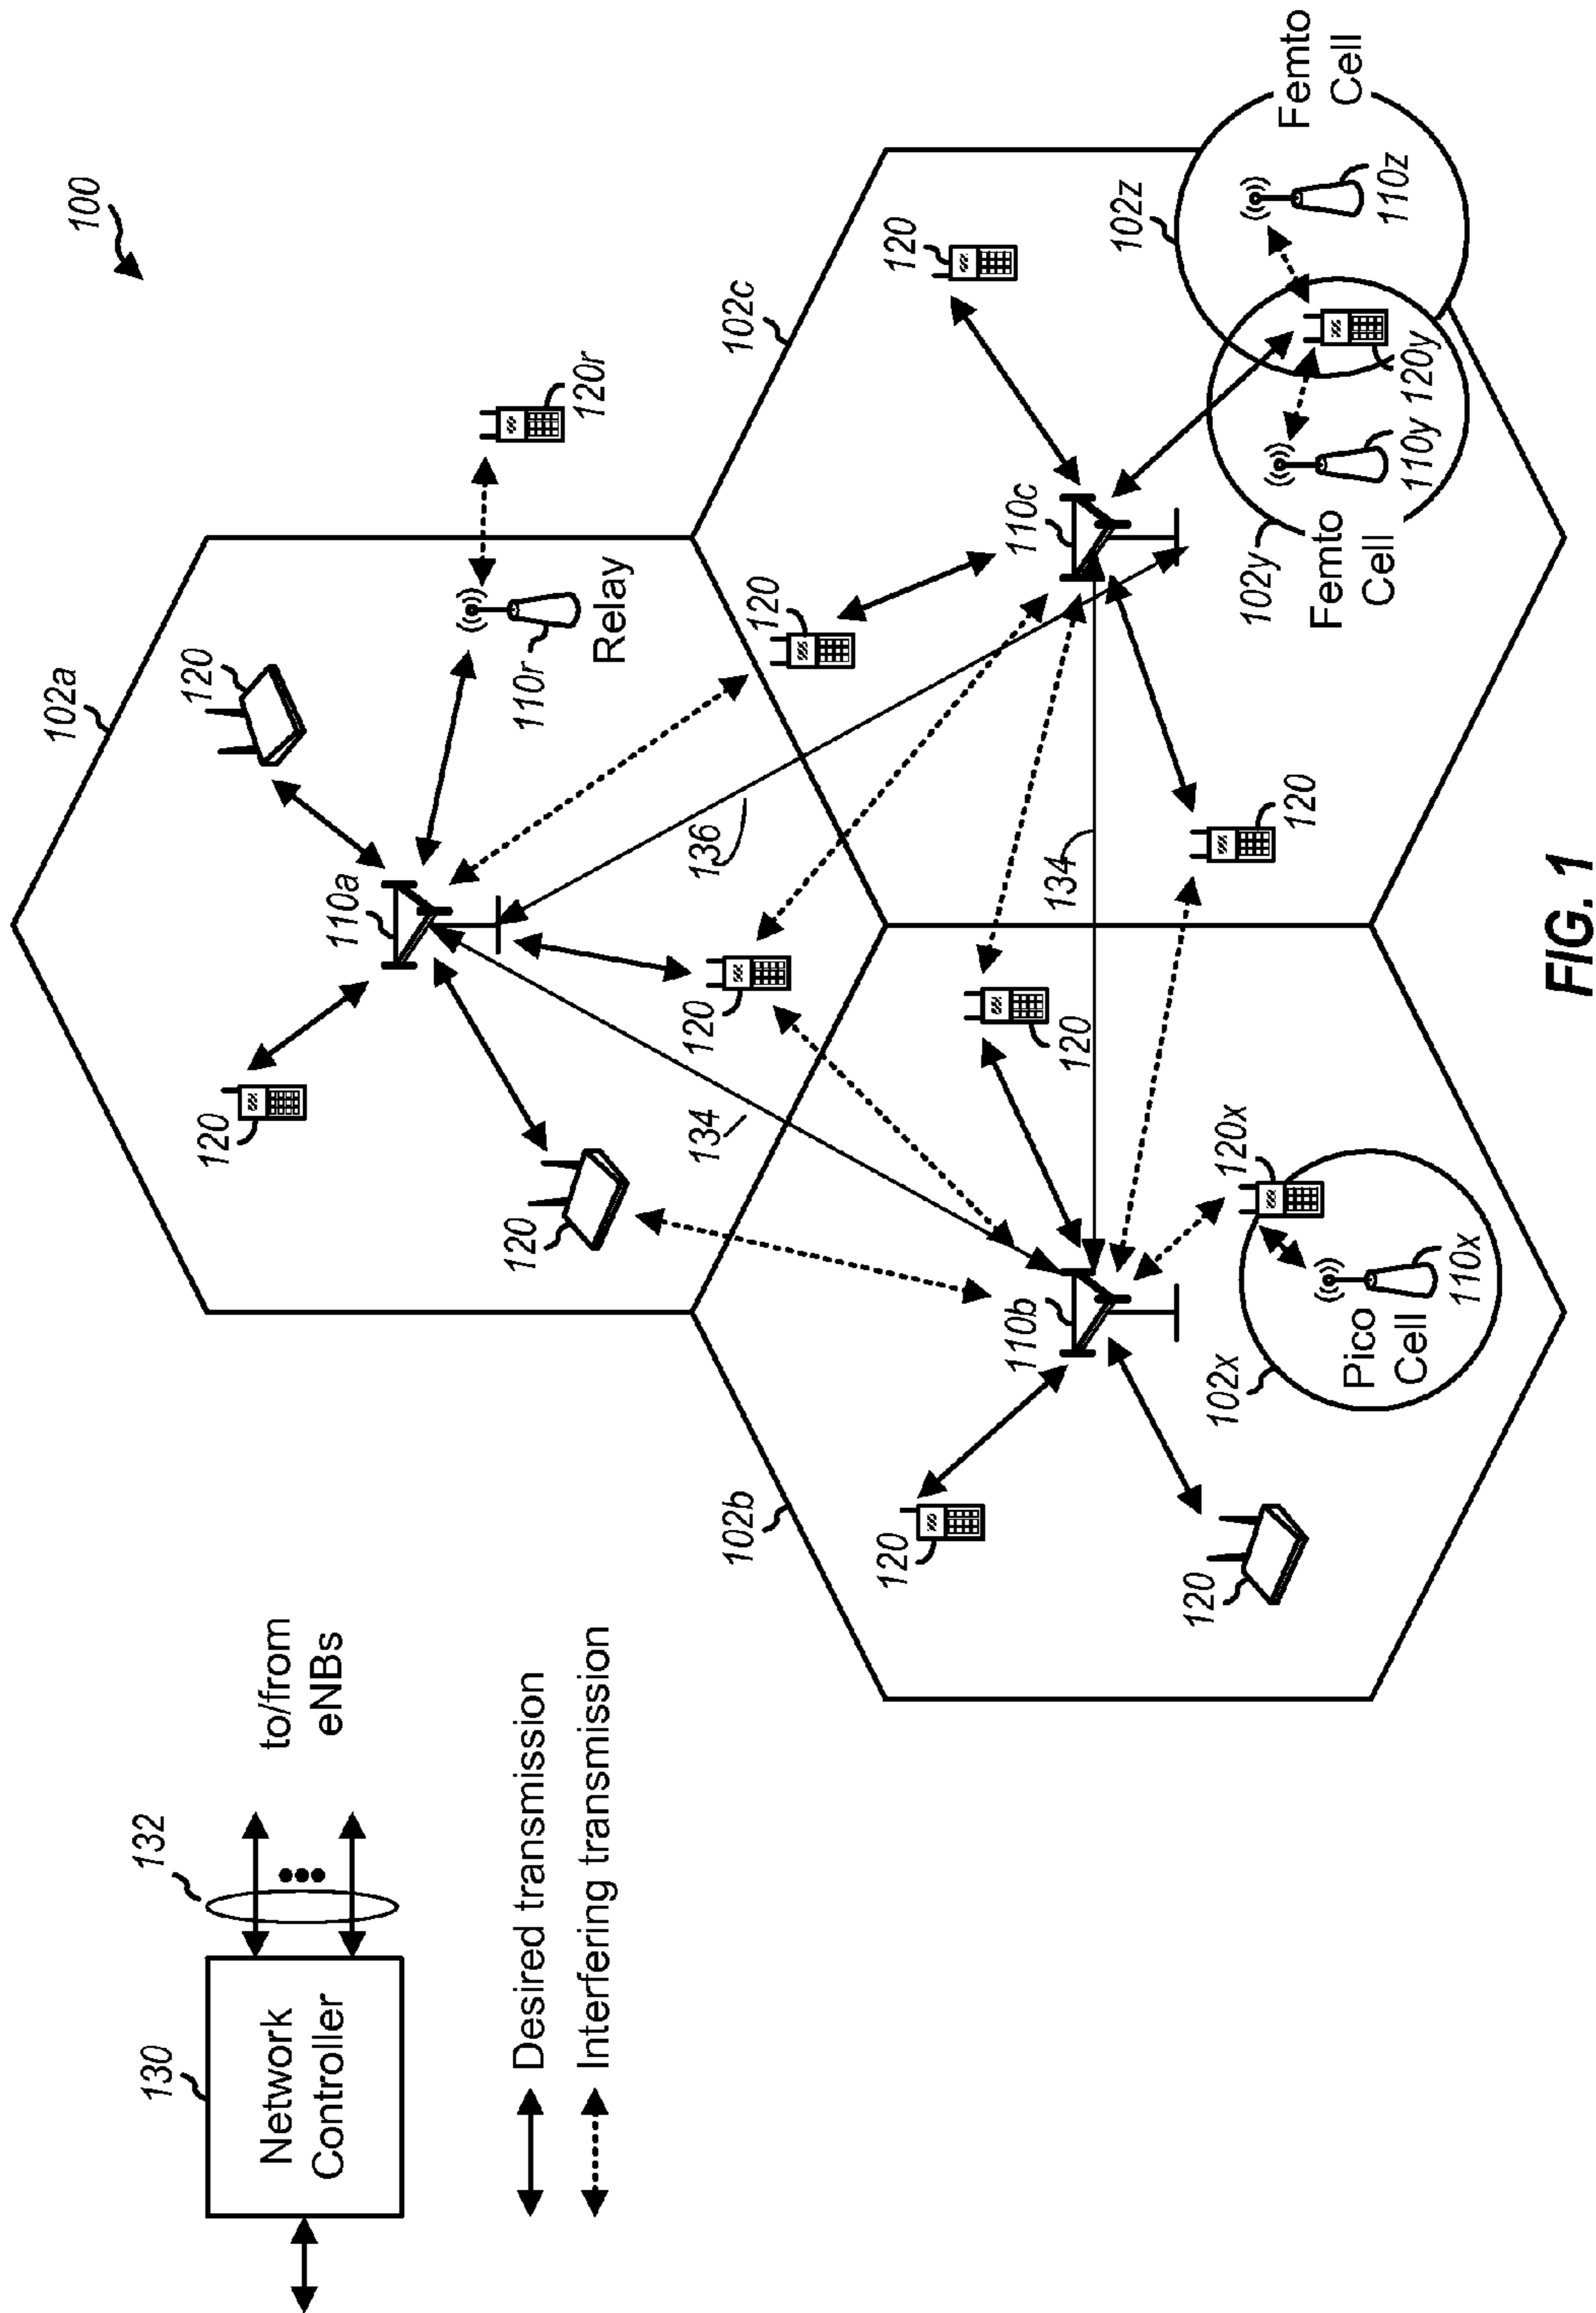 100
130
Network
Controller
132
to/from
eNBs
Desired transmission
Interfering transmission
102a
120
120
110a
120
110r
Relay
120r
120
136
134
120
102b
120
110b
120
134
120
102c
110c
120
120
120
102x
Pico
Cell
110x
120x
102y
Femto
Cell
110y
120y
102z
110z
Femto
Cell
FIG. 1